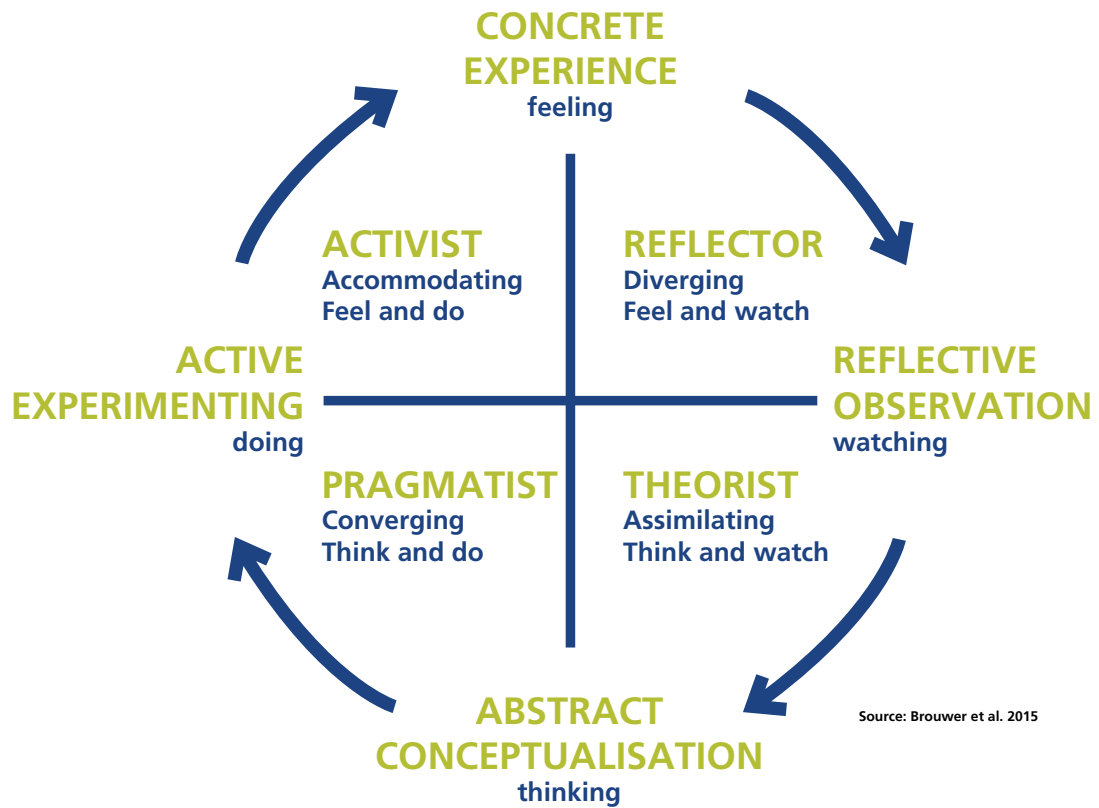 CONCRETE
EXPERIENCE
feeling
ACTIVIST
Accommodating
Feel and do
REFLECTOR
Diverging
Feel and watch
ACTIVE
EXPERIMENTING
doing
REFLECTIVE
OBSERVATION
watching
PRAGMATIST
Converging
Think and do
THEORIST
Assimilating
Think and watch
ABSTRACT
CONCEPTUALISATION
thinking
Source: Brouwer et al. 2015